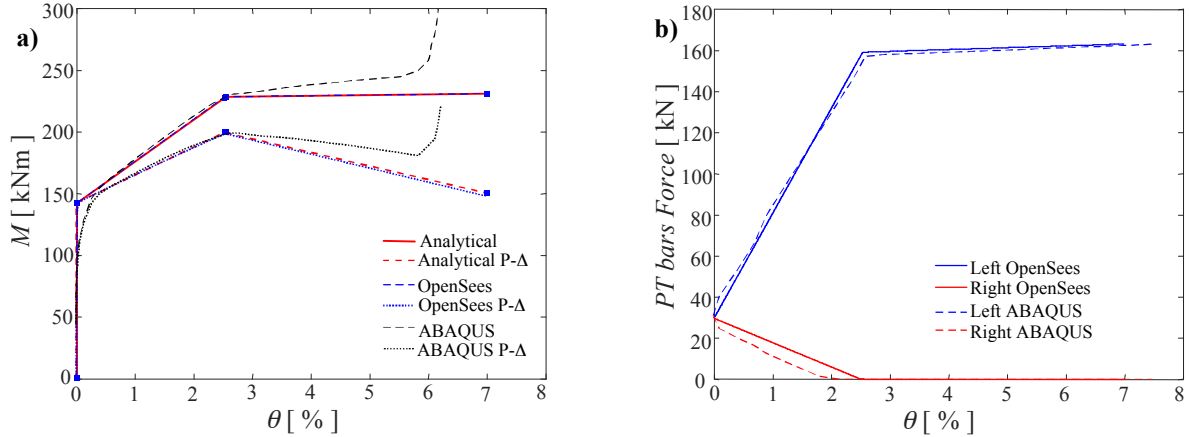 a)
300
250
200
150
100
50
0
M [ kNm ]
0 1 2 3 4 5 6 7 8
θ [ % ]
Analytical
Analytical P-Δ
OpenSees
OpenSees P-Δ
ABAQUS
ABAQUS P-Δ
b)
180
160
140
120
100
80
60
40
20
0
PT bars Force [ kN ]
0 1 2 3 4 5 6 7 8
θ [ % ]
Left OpenSees
Right OpenSees
Left ABAQUS
Right ABAQUS